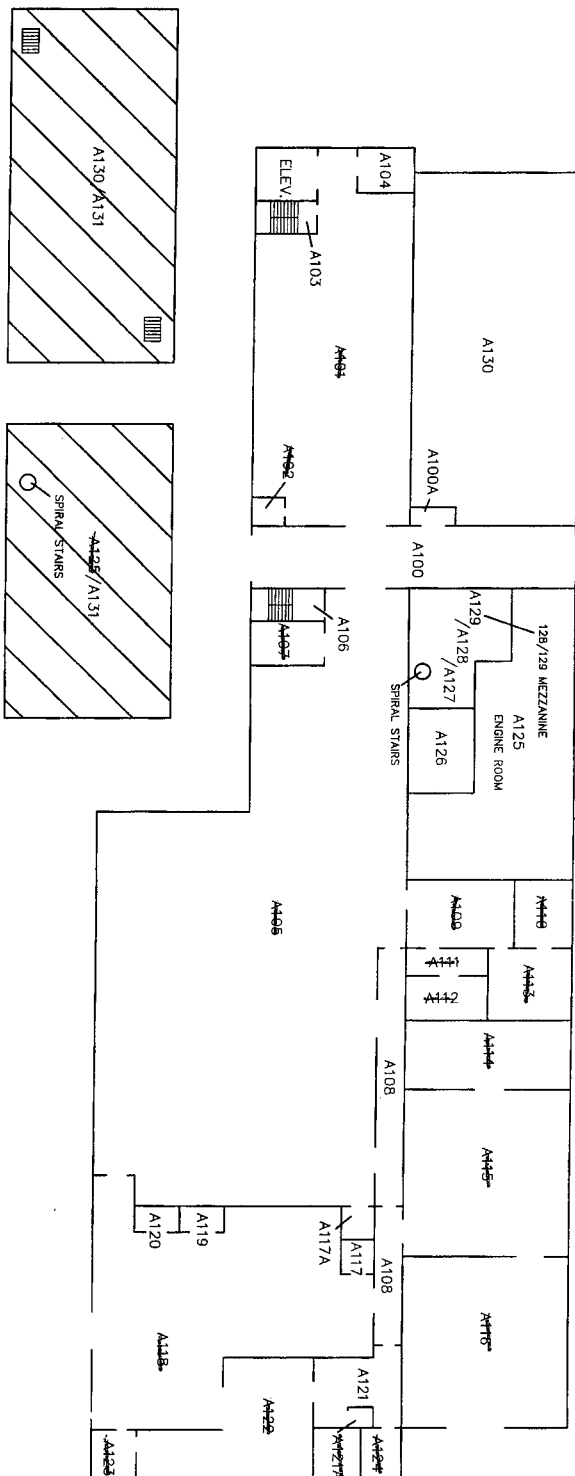 A130/A131
A104
ELEV.
A103
A101
A130
A102
A100A
A100
SPIRAL STAIRS
A125/A131
A106
A107
A129
/A128
/A127
128/129 MEZZANINE
A125
ENGINE ROOM
SPIRAL STAIRS
A126
A105
A109
A110
A111
A112
A113
A108
A114
A115
A120
A119
A117A
A117
A108
A116
A118
A121
A122
A123
A121A
A124